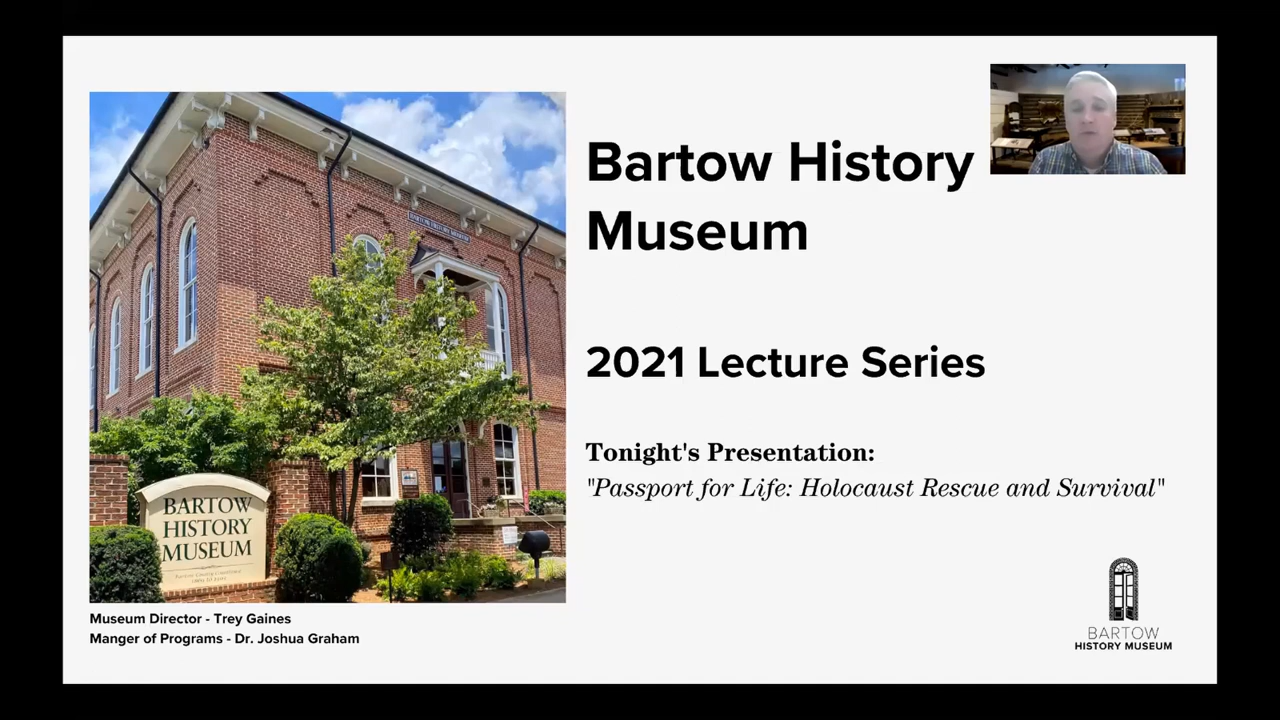 Bartow History
Museum
2021 Lecture Series
Tonight's Presentation:
"Passport for Life: Holocaust Rescue and Survival"
BARTOW
HISTORY
MUSEUM
Museum Director - Trey Gaines
Manger of Programs - Dr. Joshua Graham
BARTOW
HISTORY MUSEUM